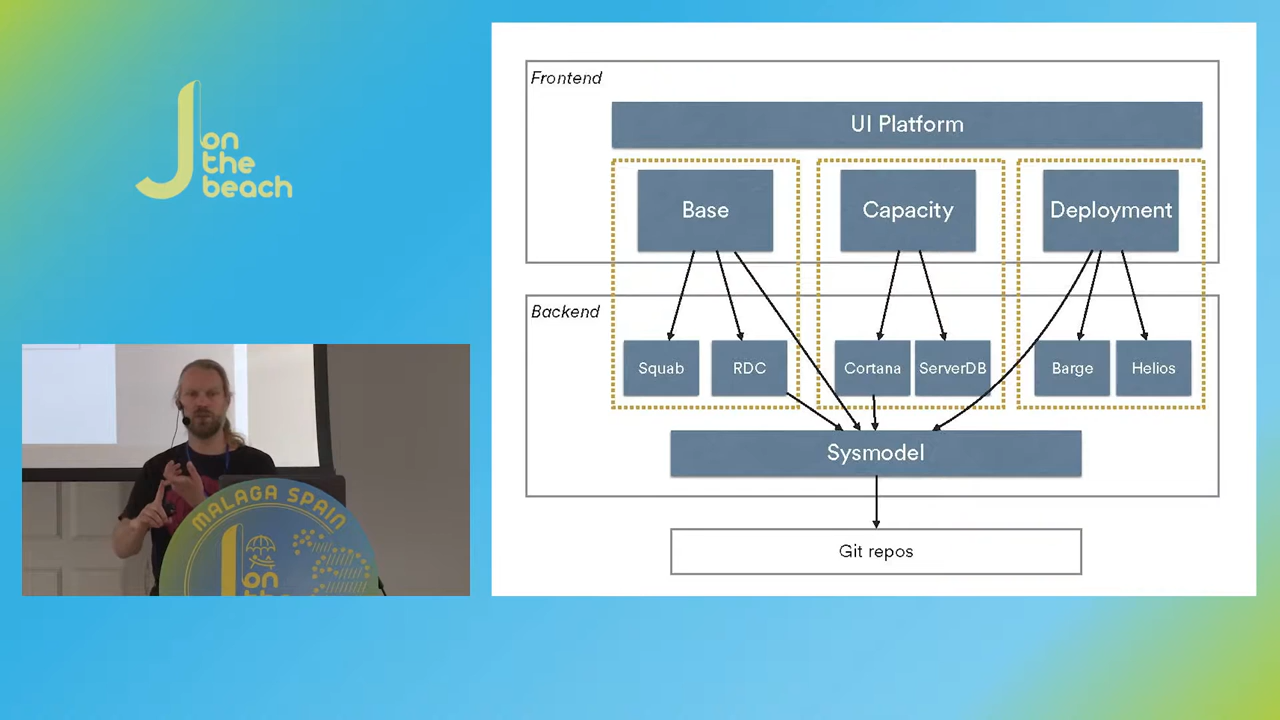 J on
the
beach
Frontend
UI Platform
Base
Capacity
Deployment
Backend
Squab
RDC
Cortana
ServerDB
Barge
Helios
Sysmodel
Git repos
MALAGA SPAIN
J on